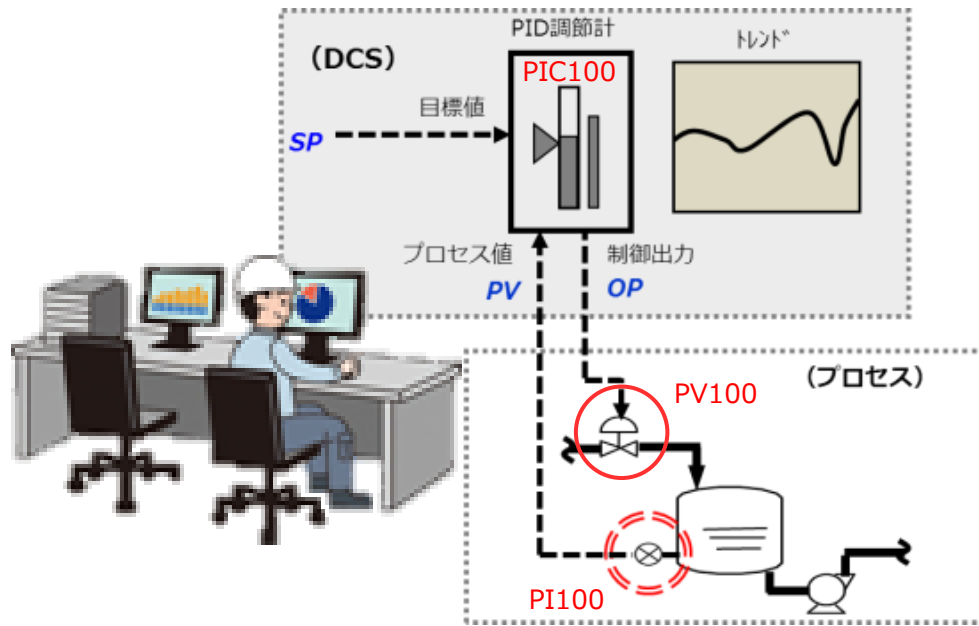 PID調節計
ﾄﾚﾝﾄﾞ
（DCS）
PIC100
目標値
SP
プロセス値
制御出力
PV
OP
（プロセス）
PV100
PI100